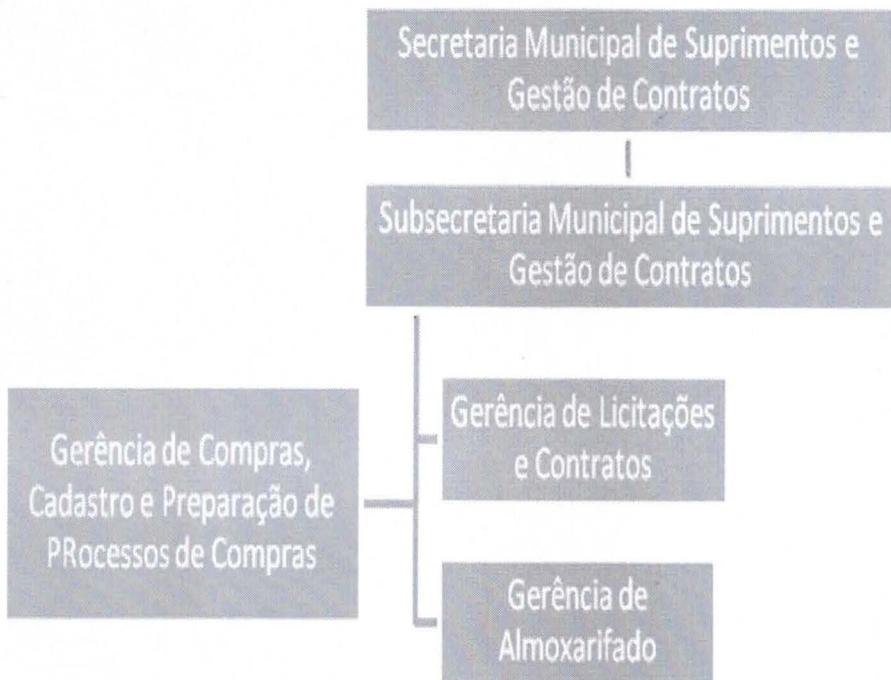 Secretaria Municipal de Suprimentos e
Gestão de Contratos
Subsecretaria Municipal de Suprimentos e
Gestão de Contratos
Gerência de Compras,
Cadastro e Preparação de
PRocessos de Compras
Gerência de Licitações
e Contratos
Gerência de
Almoxarifado